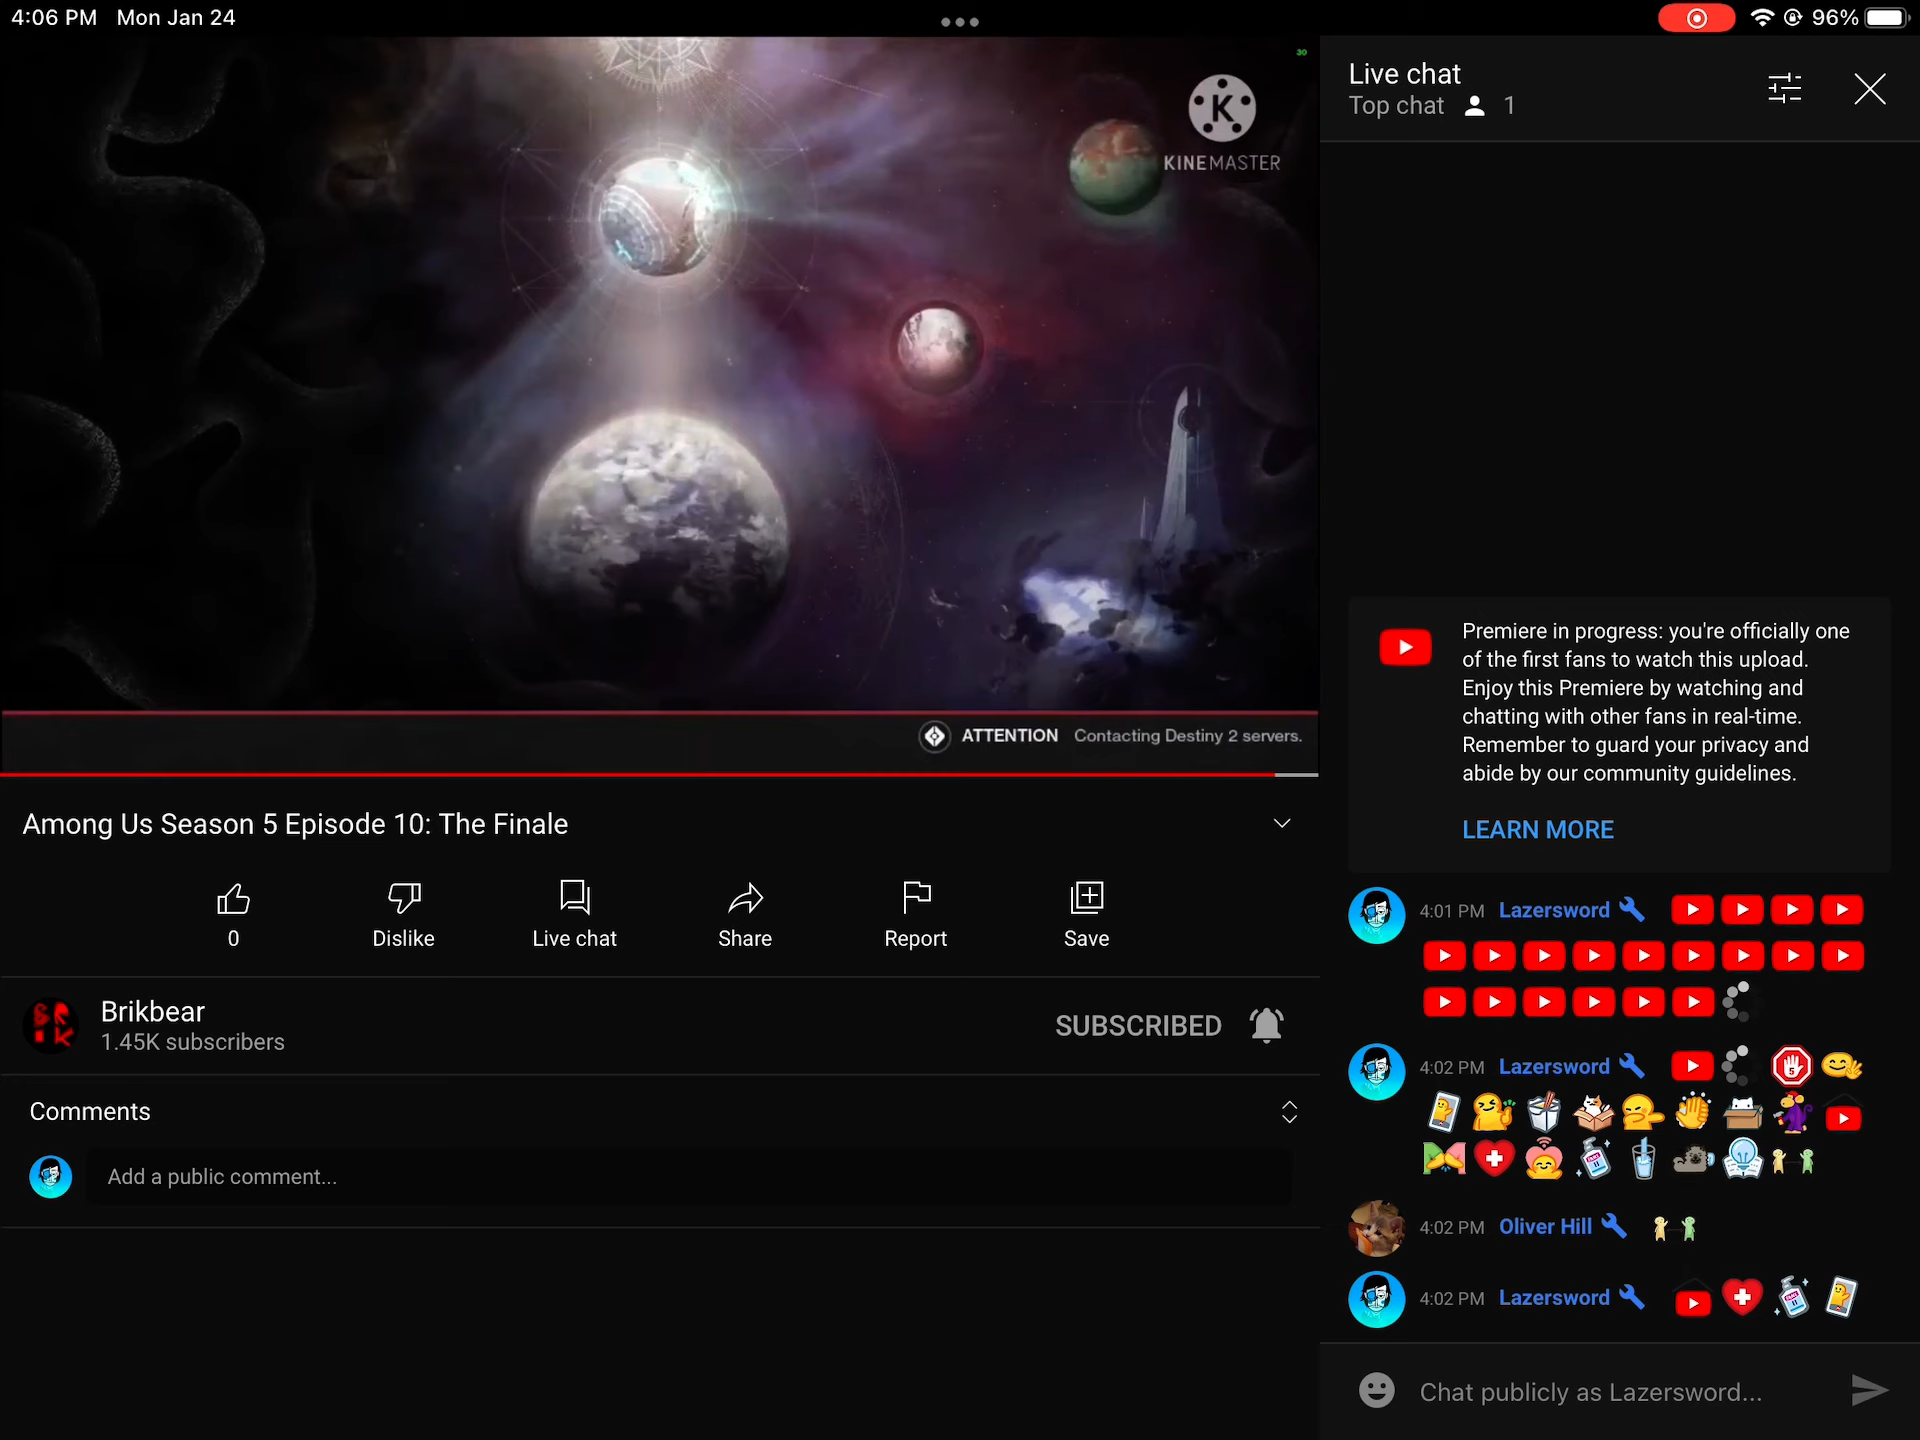 4:06 PM Mon Jan 24
96%
30
K
KINEMASTER
ATTENTION Contacting Destiny 2 servers.
Among Us Season 5 Episode 10: The Finale
0
Dislike
Live chat
Share
Report
Save
BR
IK
Brikbear
1.45K subscribers
SUBSCRIBED
Comments
Add a public comment...
Live chat
Top chat 1
Premiere in progress: you're officially one
of the first fans to watch this upload.
Enjoy this Premiere by watching and
chatting with other fans in real-time.
Remember to guard your privacy and
abide by our community guidelines.
LEARN MORE
4:01 PM Lazersword
4:02 PM Lazersword
4:02 PM Oliver Hill
4:02 PM Lazersword
Chat publicly as Lazersword...